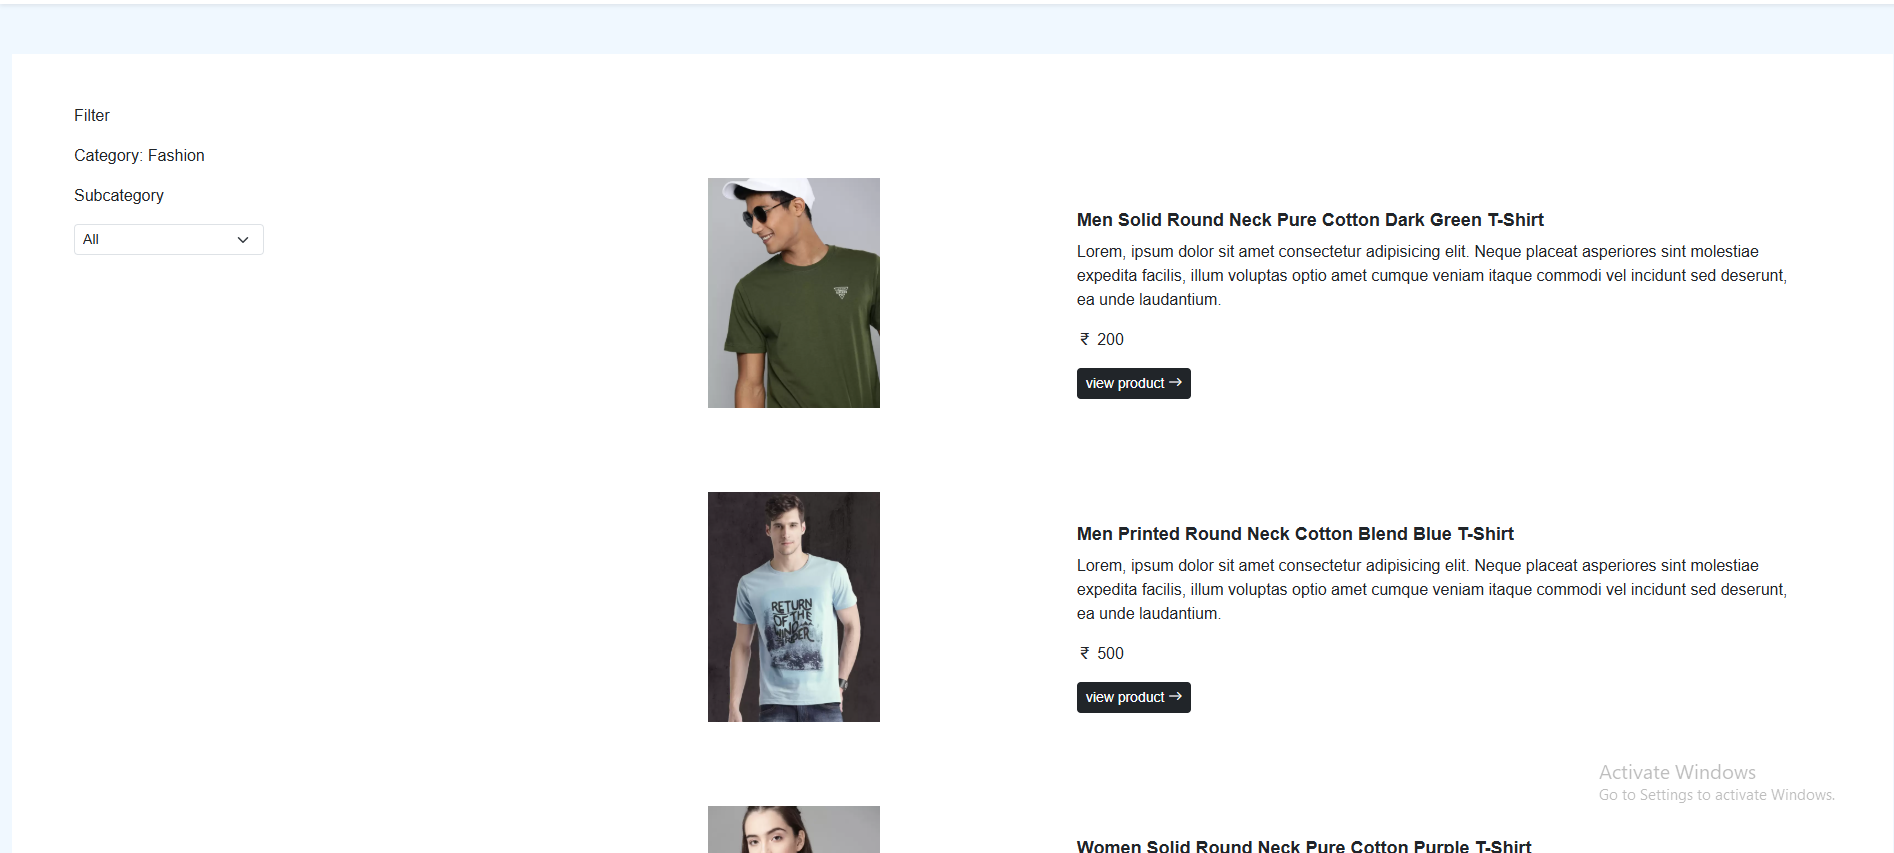 Filter
Category: Fashion
Subcategory
All
Men Solid Round Neck Pure Cotton Dark Green T-Shirt
Lorem, ipsum dolor sit amet consectetur adipisicing elit. Neque placeat asperiores sint molestiae
expedita facilis, illum voluptas optio amet cumque veniam itaque commodi vel incidunt sed deserunt,
ea unde laudantium.
₹ 200
view product →
RETURN
OF THE
Men Printed Round Neck Cotton Blend Blue T-Shirt
Lorem, ipsum dolor sit amet consectetur adipisicing elit. Neque placeat asperiores sint molestiae
expedita facilis, illum voluptas optio amet cumque veniam itaque commodi vel incidunt sed deserunt,
ea unde laudantium.
₹ 500
view product →
Women Solid Round Neck Pure Cotton Purple T-Shirt
Activate Windows
Go to Settings to activate Windows.